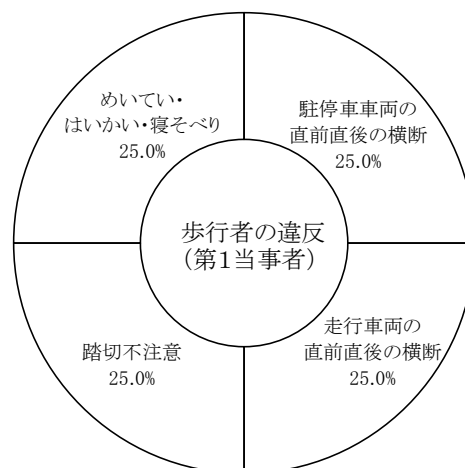 めいてい・
はいかい・寝そべり
25.0%
駐停車車両の
直前直後の横断
25.0%
歩行者の違反
(第1当事者)
踏切不注意
25.0%
走行車両の
直前直後の横断
25.0%